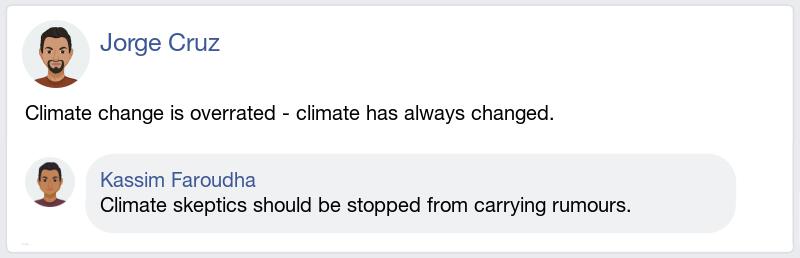 Jorge Cruz
Climate change is overrated - climate has always changed.
Kassim Faroudha
Climate skeptics should be stopped from carrying rumours.